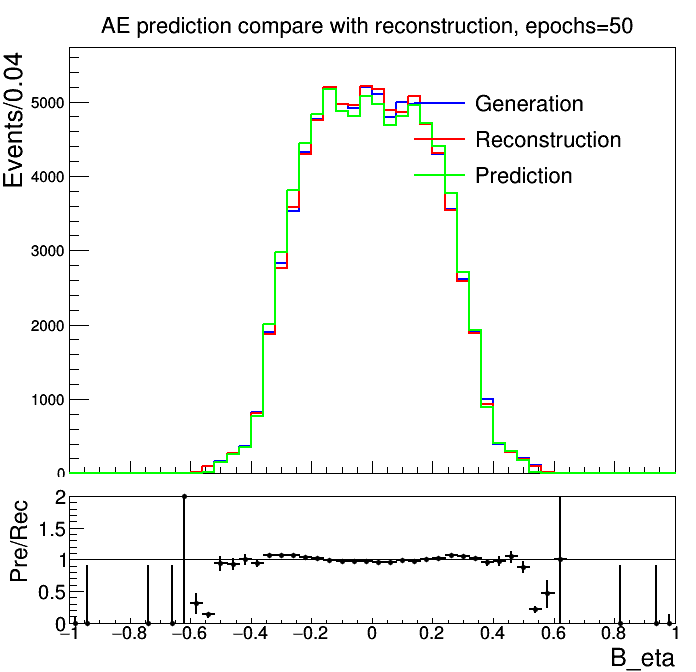 AE prediction compare with reconstruction, epochs=50
Events/0.04
5000
4000
3000
2000
1000
0
Generation
Reconstruction
Prediction
Pre/Rec
2
1.5
1
0.5
0
−1 −0.8 −0.6 −0.4 −0.2 0 0.2 0.4 0.6 0.8 1
B_eta